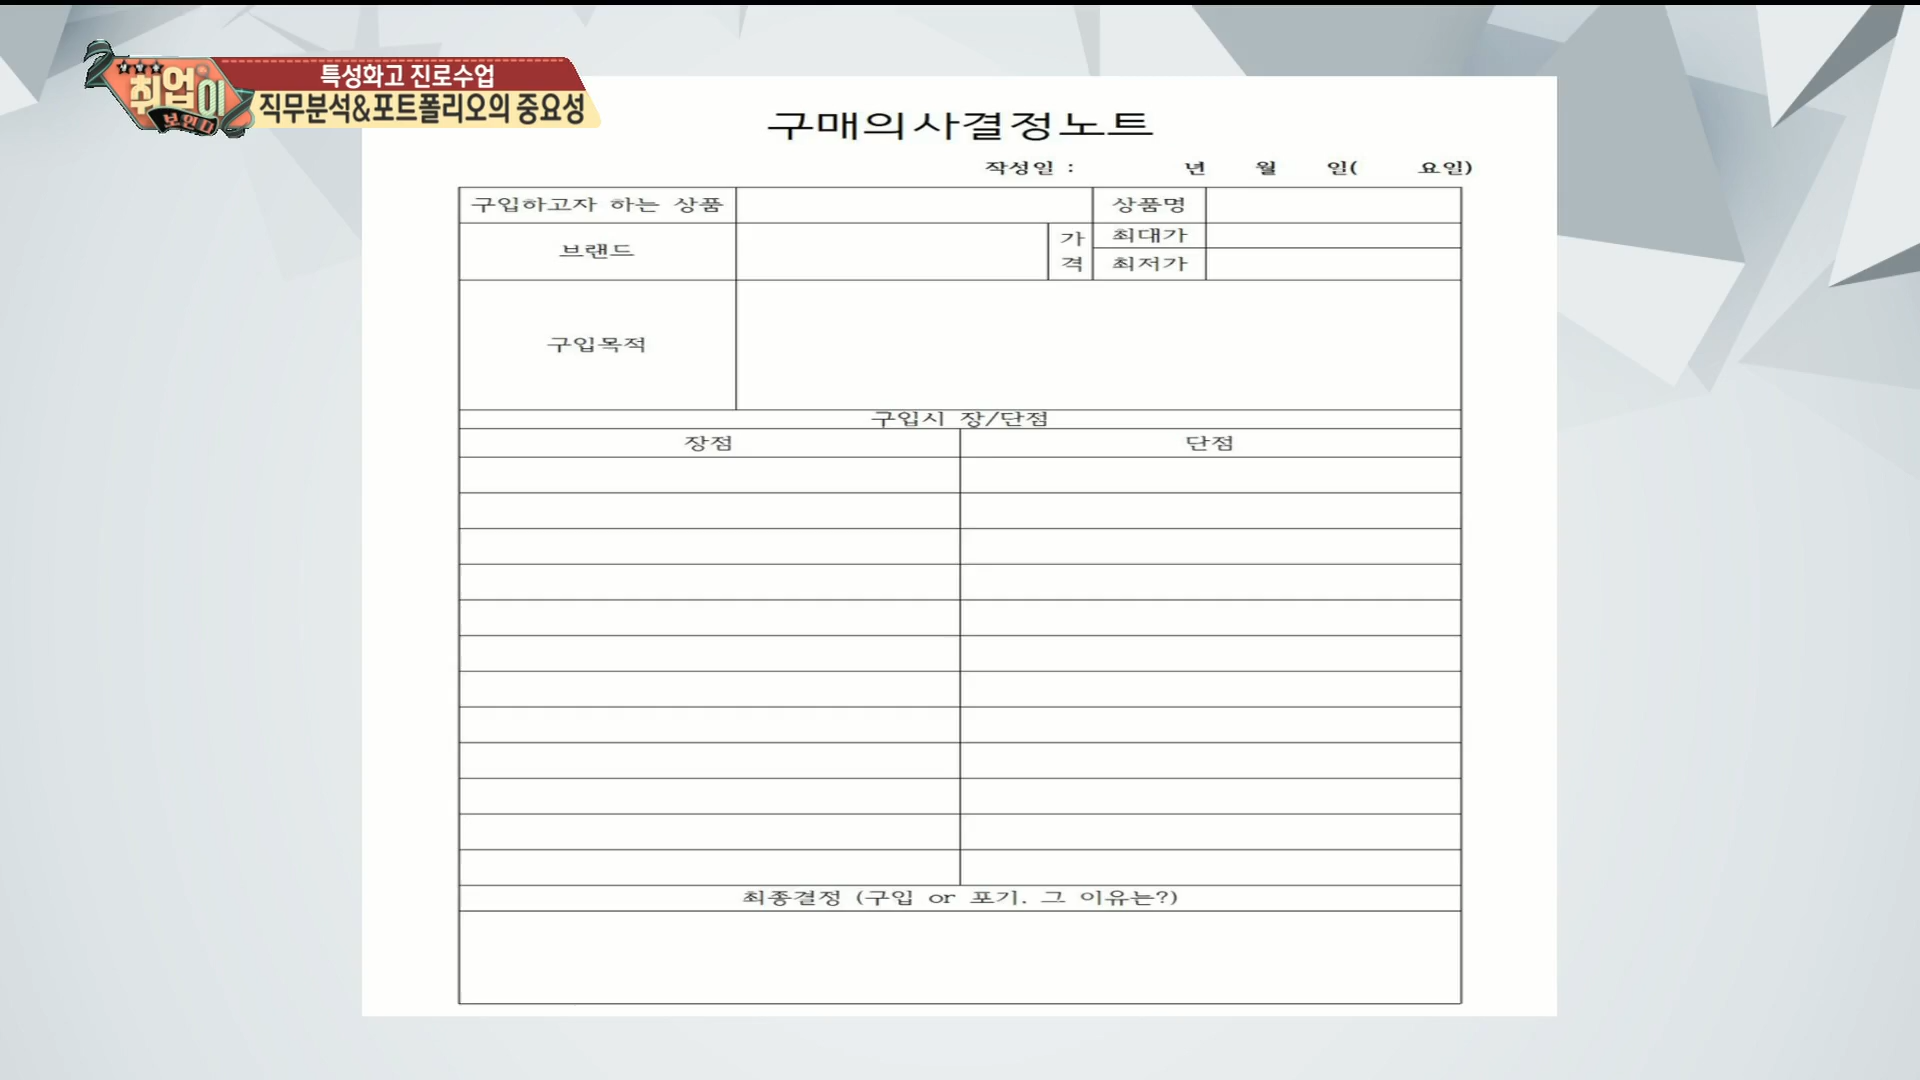 취업이
보인다
특성화고 진로수업
직무분석&포트폴리오의 중요성
구매의사결정노트
작성일 : 년 월 일( 요일)
구입하고자 하는 상품 상품명
브랜드 가격 최대가
최저가
구입목적
구입시 장/단점
장점 단점
최종결정 (구입 or 포기. 그 이유는?)